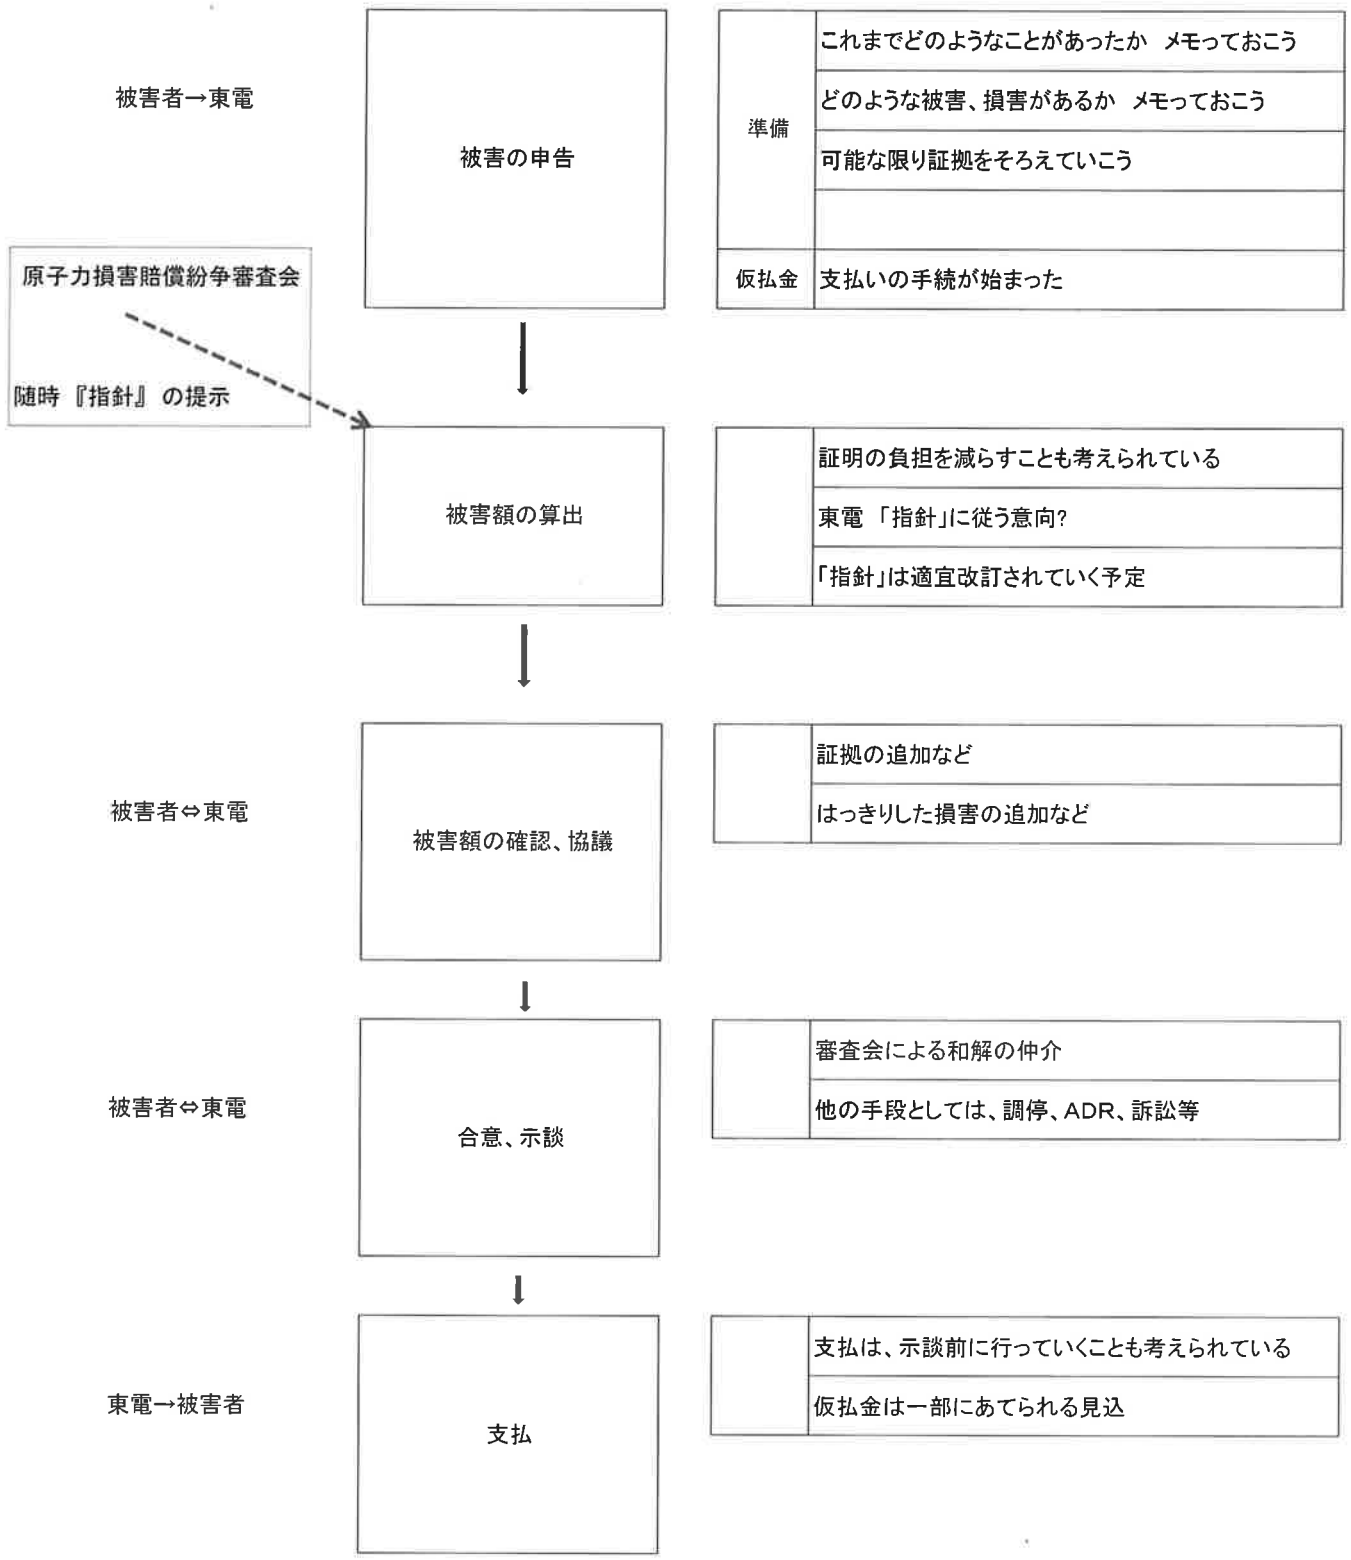 被害者→東電
被害の申告
準備
これまでどのようなことがあったか　メモっておこう
どのような被害、損害があるか　メモっておこう
可能な限り証拠をそろえていこう
仮払金
支払いの手続が始まった
原子力損害賠償紛争審査会
随時『指針』の提示
被害額の算出
証明の負担を減らすことも考えられている
東電　「指針」に従う意向?
「指針」は適宜改訂されていく予定
被害者⇔東電
被害額の確認、協議
証拠の追加など
はっきりした損害の追加など
被害者⇔東電
合意、示談
審査会による和解の仲介
他の手段としては、調停、ADR、訴訟等
東電→被害者
支払
支払は、示談前に行っていくことも考えられている
仮払金は一部にあてられる見込